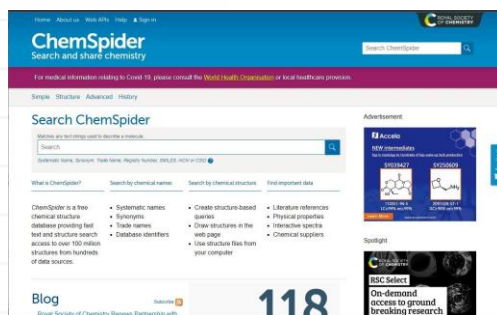 Home About us Web APIs Help Sign in
ROYAL SOCIETY
OF CHEMISTRY
ChemSpider
Search and share chemistry
Search ChemSpider
For medical information relating to Covid-19, please consult the World Health Organisation or local healthcare provision.
Simple Structure Advanced History
Search ChemSpider
Matches any text strings used to describe a molecule.
Search
Systematic Name, Synonym, Trade Name, Registry Number, SMILES, InChI or CSID
What is ChemSpider?
ChemSpider is a free
chemical structure
database providing fast
text and structure search
access to over 100 million
structures from hundreds
of data sources.
Search by chemical names
• Systematic names
• Synonyms
• Trade names
• Database identifiers
Search by chemical structure
• Create structure-based
queries
• Draw structures in the
web page
• Use structure files from
your computer
Find important data
• Literature references
• Physical properties
• Interactive spectra
• Chemical suppliers
Advertisement
Accela
NEW Intermediates
SY039427
SY250609
Learn More
Spotlight
ROYAL SOCIETY
OF CHEMISTRY
RSC Select
On-demand
access to ground
breaking research
Blog
Subscribe
Royal Society of Chemistry Renews Partnership with
118